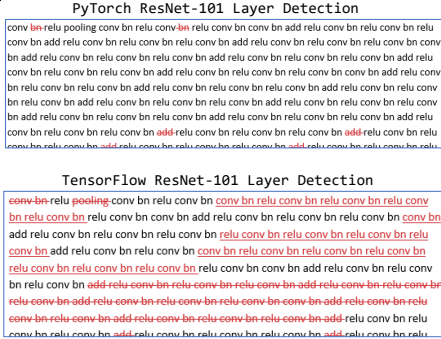 PyTorch ResNet-101 Layer Detection
conv bn relu pooling conv bn relu conv bn relu conv bn conv bn add relu conv bn relu conv bn relu
conv bn add relu conv bn relu conv bn relu conv bn add relu conv bn relu conv bn relu conv bn conv
bn add relu conv bn relu conv bn relu conv bn add relu conv bn relu conv bn relu conv bn add relu
conv bn relu conv bn relu conv bn add relu conv bn relu conv bn relu conv bn add relu conv bn relu
bn relu conv bn relu conv bn add relu conv bn relu conv bn relu conv bn add relu conv bn relu conv
bn relu conv bn add relu conv bn relu conv bn relu conv bn add relu conv bn relu conv bn relu conv
bn add relu conv bn relu conv bn relu conv bn add relu conv bn relu conv bn relu conv bn add relu
conv bn relu conv bn relu conv bn add relu conv bn relu conv bn relu conv bn add relu conv bn relu
conv bn relu conv bn add relu conv bn relu conv bn relu conv bn add relu conv bn relu conv bn relu
TensorFlow ResNet-101 Layer Detection
conv bn relu pooling conv bn relu conv bn conv bn relu conv bn relu conv bn relu conv
bn relu conv bn relu conv bn conv bn add relu conv bn relu conv bn relu conv bn conv bn
add relu conv bn relu conv bn relu conv bn relu conv bn relu conv bn relu conv bn relu
conv bn add relu conv bn relu conv bn conv bn relu conv bn relu conv bn relu conv bn
relu conv bn relu conv bn relu conv bn relu conv bn conv bn add relu conv bn relu conv
bn relu conv bn add relu conv bn relu conv bn relu conv bn add relu conv bn relu conv bn
relu conv bn add relu conv bn relu conv bn relu conv bn conv bn add relu conv bn relu
conv bn relu conv bn add relu conv bn relu conv bn relu conv bn add relu conv bn relu
conv bn relu conv bn add relu conv bn relu conv bn relu conv bn add relu conv bn relu